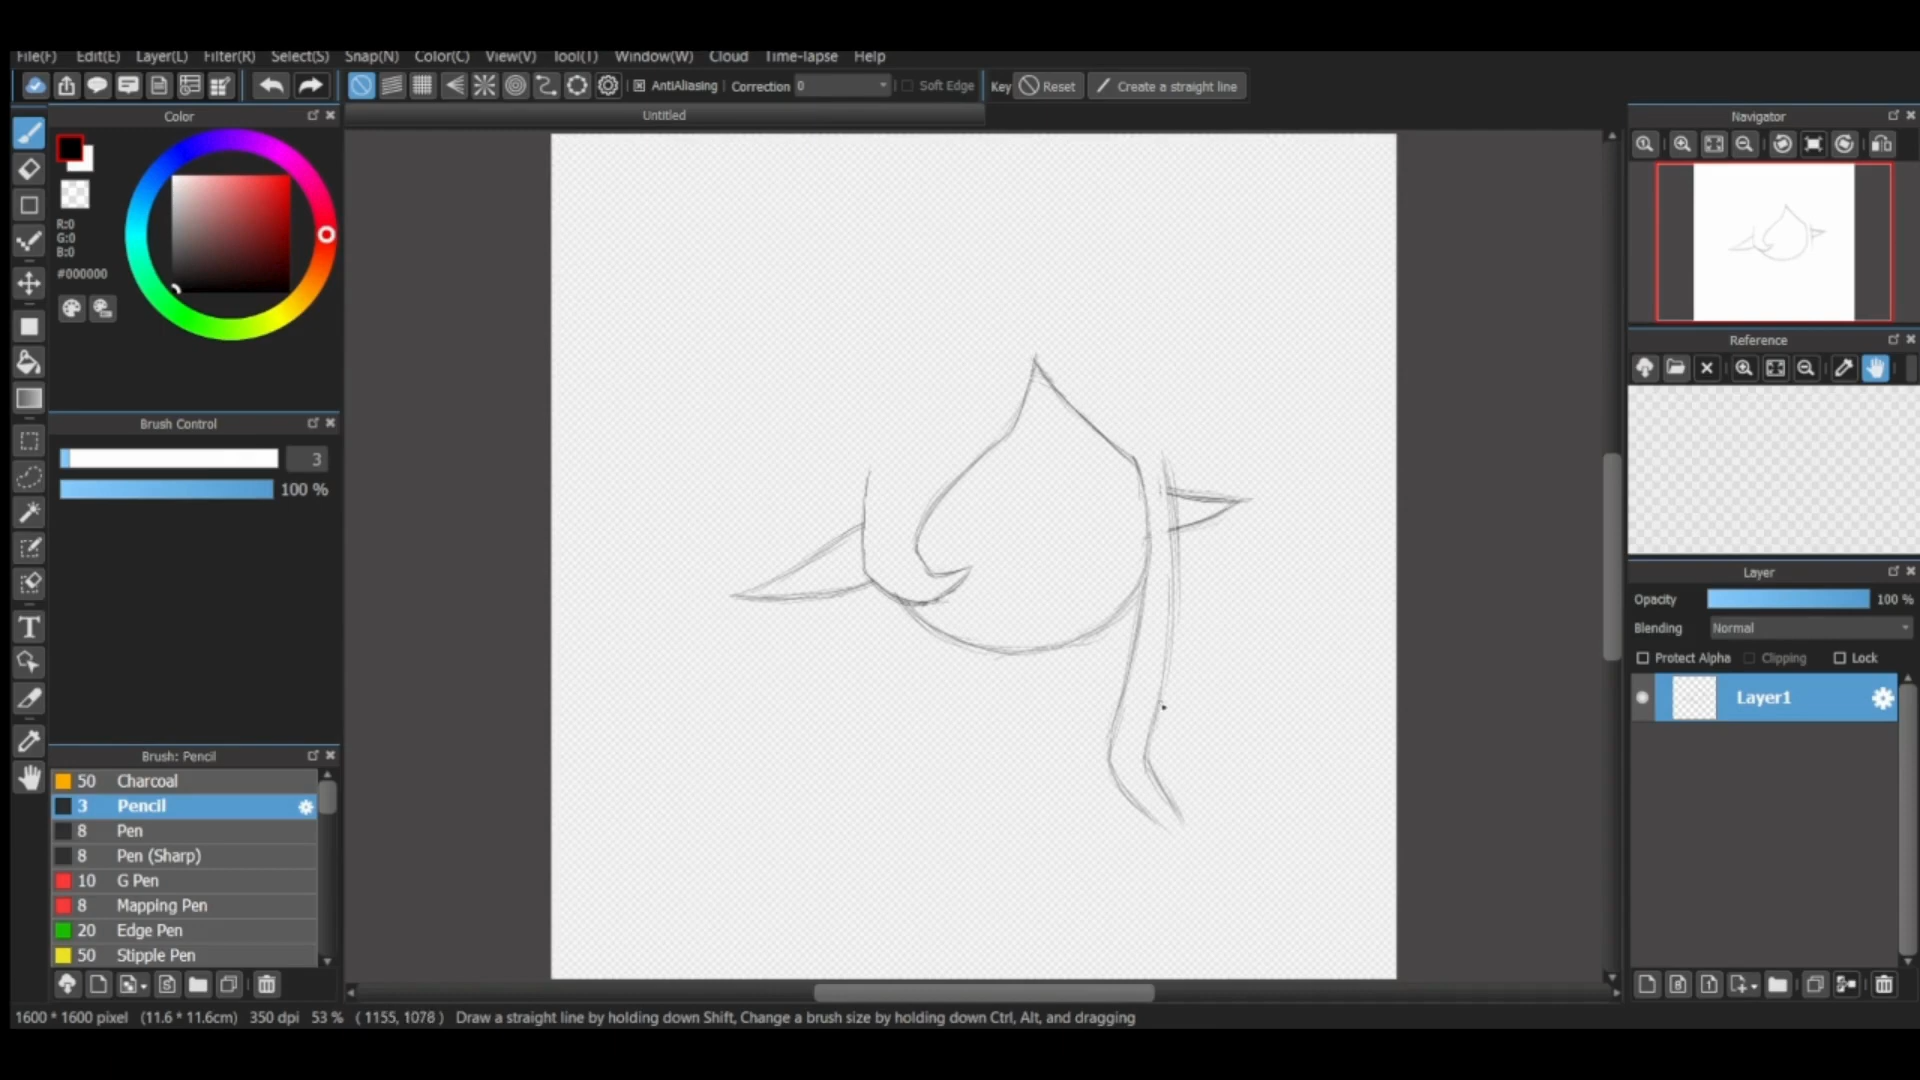 File(F) Edit(E) Layer(L) Filter(R) Select(S) Snap(N) Color(C) View(V) Tool(T) Window(W) Cloud Time-lapse Help
AntiAliasing Correction 0 Soft Edge Key Reset Create a straight line
Color
Untitled
Navigator
R:0
G:0
B:0
#000000
Reference
Brush Control
3
100 %
Layer
Opacity 100 %
Blending Normal
Protect Alpha Clipping Lock
Layer1
Brush: Pencil
50 Charcoal
3 Pencil
8 Pen
8 Pen (Sharp)
10 G Pen
8 Mapping Pen
20 Edge Pen
50 Stipple Pen
1600 * 1600 pixel (11.6 * 11.6cm) 350 dpi 53 % ( 1155, 1078 ) Draw a straight line by holding down Shift, Change a brush size by holding down Ctrl, Alt, and dragging